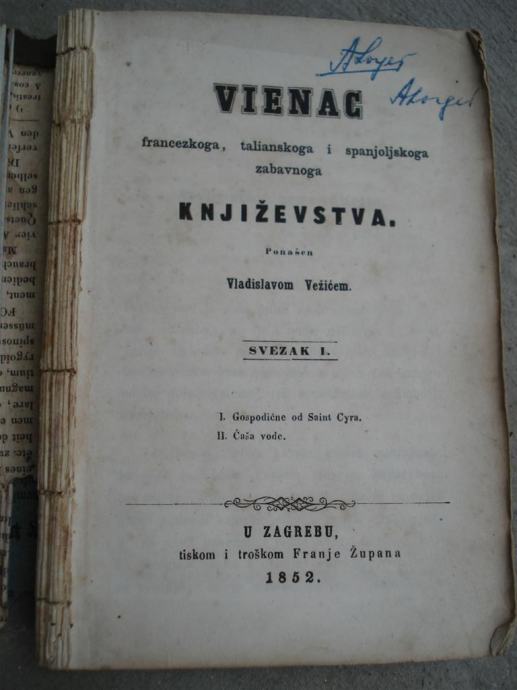 VIENAC
francezkoga, talianskoga i spanjoljskoga
zabavnoga
KNJIŽEVSTVA.
Ponašen
Vladislavom Vežićem.
SVEZAK I.
I. Gospodične od Saint Cyra.
II. Čaša vode.
U ZAGREBU,
tiskom i troškom Franje Župana
1852.